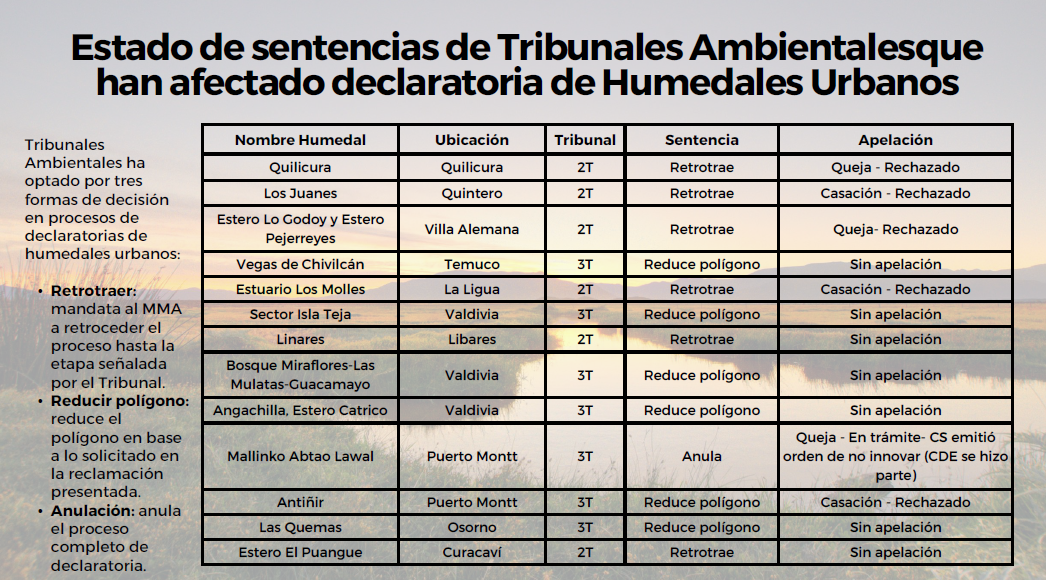 Estado de sentencias de Tribunales Ambientalesque
han afectado declaratoria de Humedales Urbanos
Tribunales
Ambientales ha
optado por tres
formas de decisión
en procesos de
declaratorias de
humedales urbanos:
• Retrotraer:
mandata al MMA
a retroceder el
proceso hasta la
etapa señalada
por el Tribunal.
• Reducir polígono:
reduce el
polígono en base
a lo solicitado en
la reclamación
presentada.
• Anulación: anula
el proceso
completo de
declaratoria.
Nombre Humedal Ubicación Tribunal Sentencia Apelación
Quilicura Quilicura 2T Retrotrae Queja - Rechazado
Los Juanes Quintero 2T Retrotrae Casación - Rechazado
Estero Lo Godoy y Estero
Pejerreyes Villa Alemana 2T Retrotrae Queja- Rechazado
Vegas de Chivilcán Temuco 3T Reduce polígono Sin apelación
Estuario Los Molles La Ligua 2T Retrotrae Casación - Rechazado
Sector Isla Teja Valdivia 3T Reduce polígono Sin apelación
Linares Libares 2T Retrotrae Sin apelación
Bosque Miraflores-Las
Mulatas-Guacamayo Valdivia 3T Reduce polígono Sin apelación
Angachilla, Estero Catrico Valdivia 3T Reduce polígono Sin apelación
Mallinko Abtao Lawal Puerto Montt 3T Anula Queja - En trámite- CS emitió
orden de no innovar (CDE se hizo
parte)
Antiñir Puerto Montt 3T Reduce polígono Casación - Rechazado
Las Quemas Osorno 3T Reduce polígono Sin apelación
Estero El Puangue Curacaví 2T Retrotrae Sin apelación